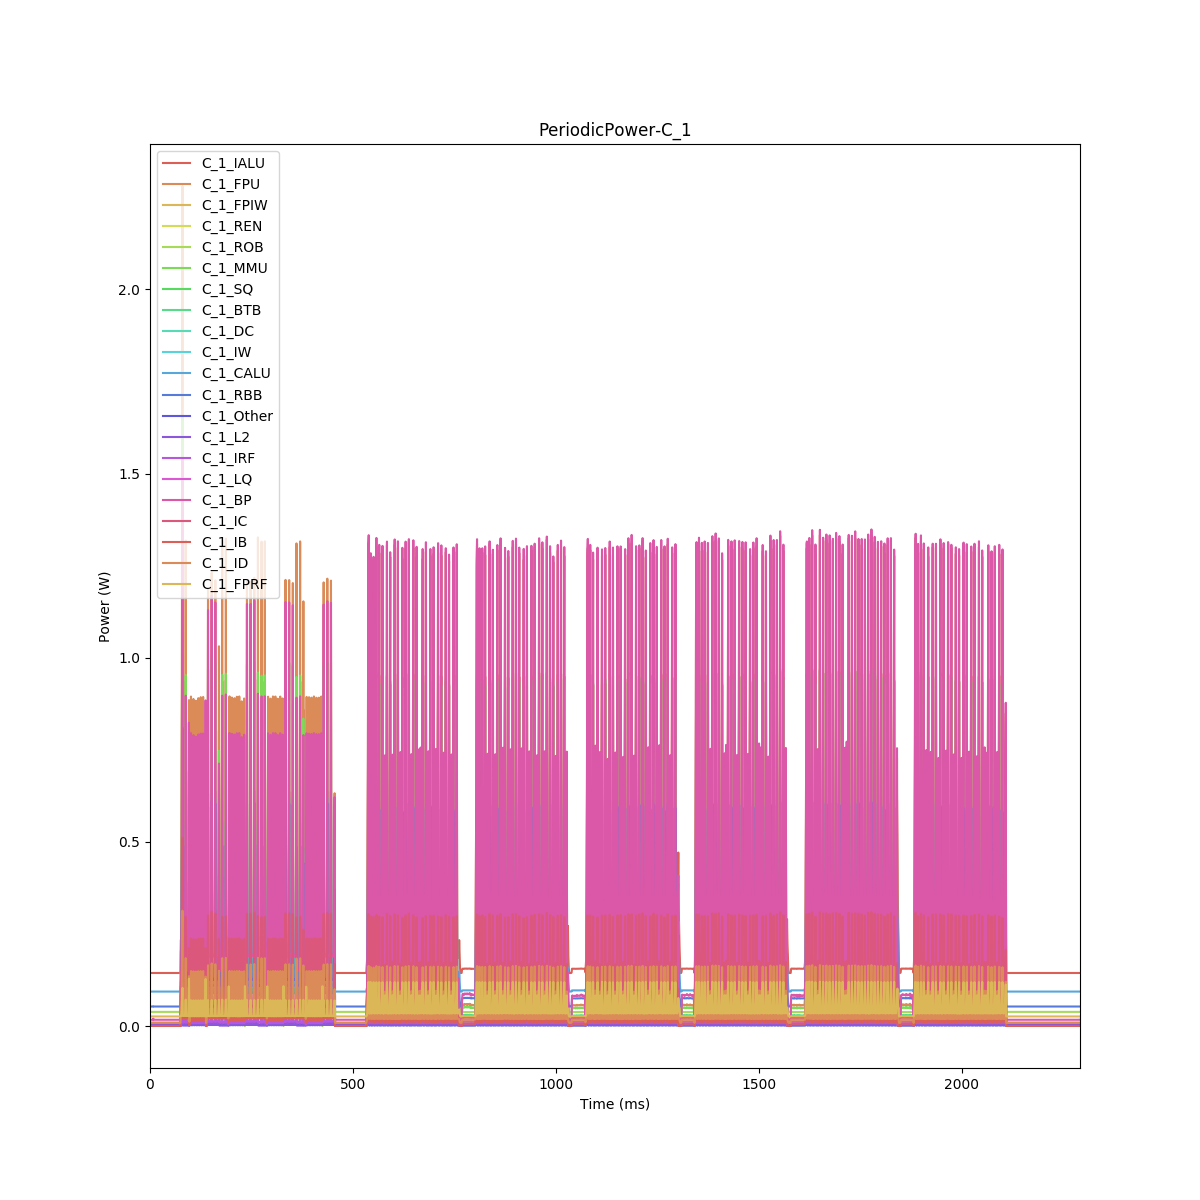 PeriodicPower-C_1
C_1_IALU
C_1_FPU
C_1_FPIW
C_1_REN
C_1_ROB
C_1_MMU
C_1_SQ
C_1_BTB
C_1_DC
C_1_IW
C_1_CALU
C_1_RBB
C_1_Other
C_1_L2
C_1_IRF
C_1_LQ
C_1_BP
C_1_IC
C_1_IB
C_1_ID
C_1_FPRF
2.0
1.5
1.0
0.5
0.0
Power (W)
0 500 1000 1500 2000
Time (ms)